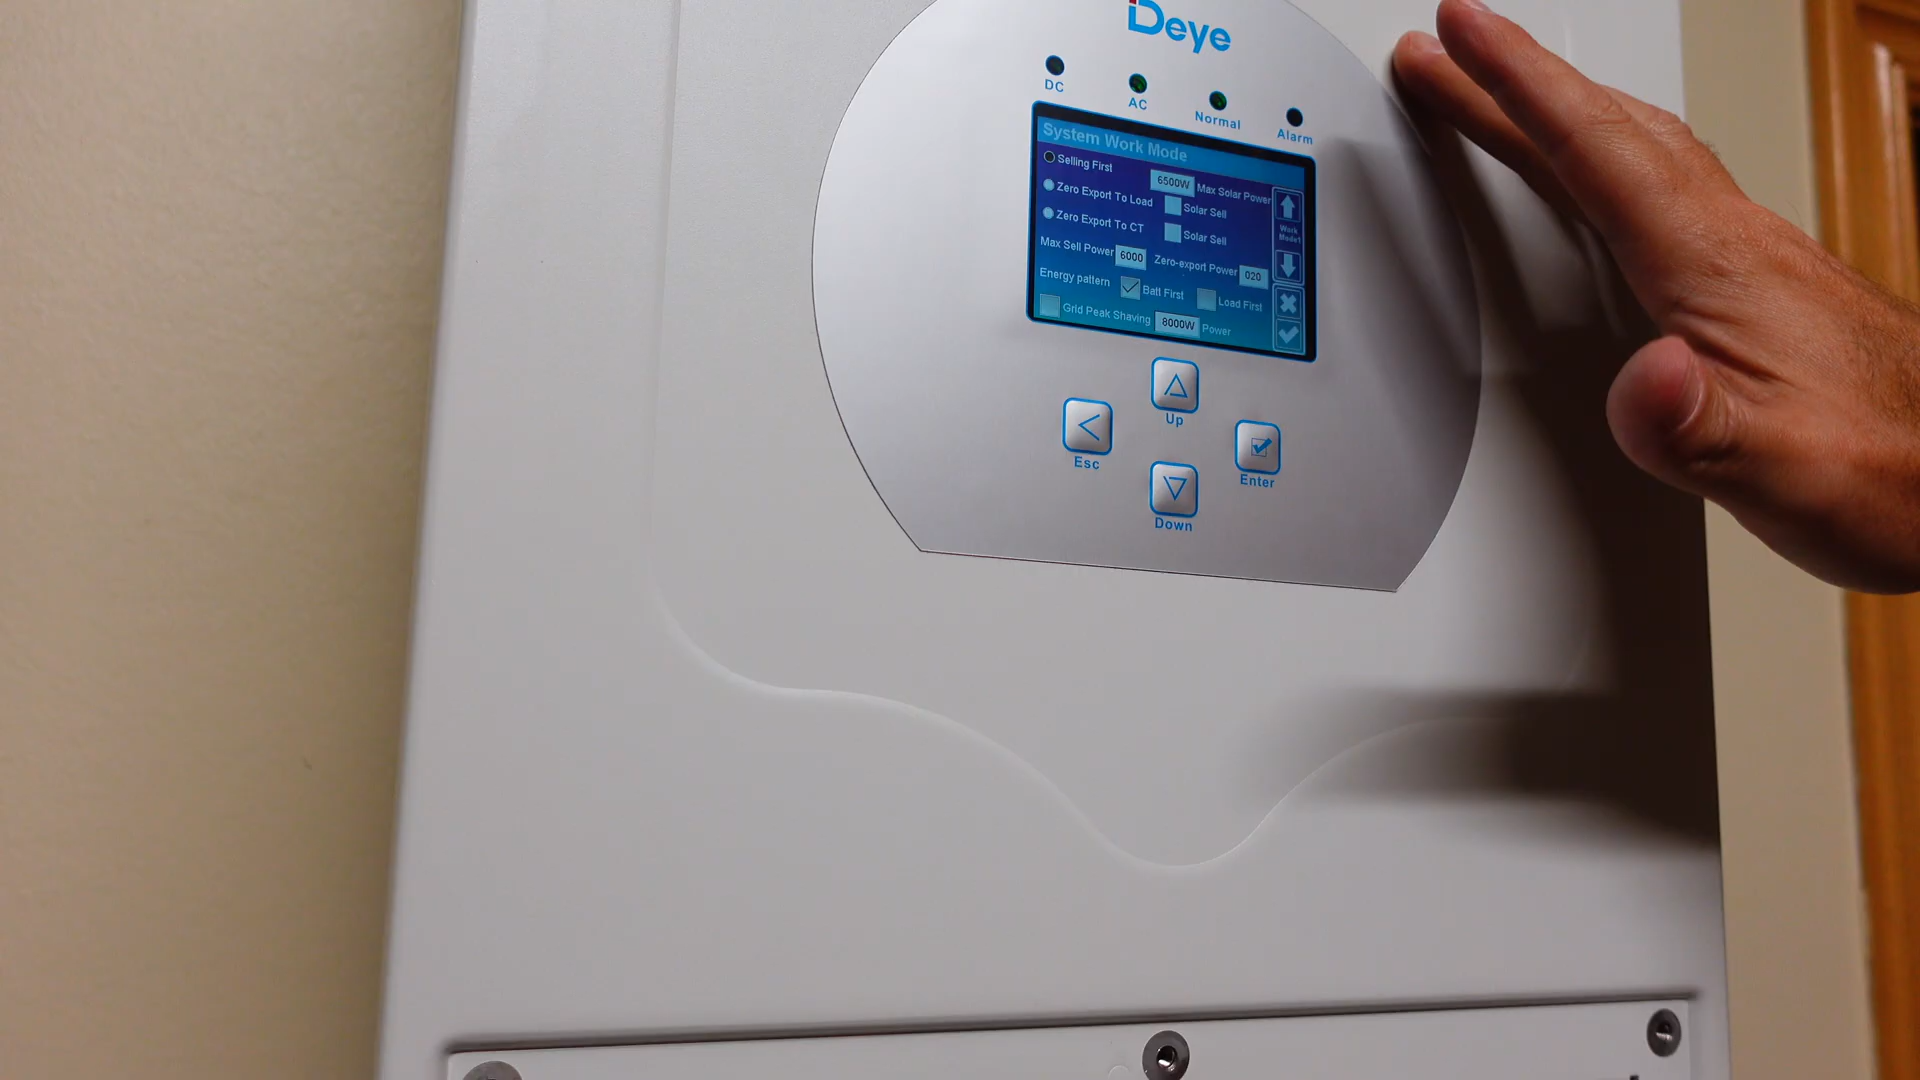 Deye
DC
AC
Normal
Alarm
System Work Mode
Selling First
6500W Max Solar Power
Zero Export To Load
Solar Sell
Zero Export To CT
Solar Sell
Work Mode1
Max Sell Power 6000
Zero-export Power 020
Energy pattern
Batt First
Load First
Grid Peak Shaving 8000W Power
Up
Esc
Enter
Down